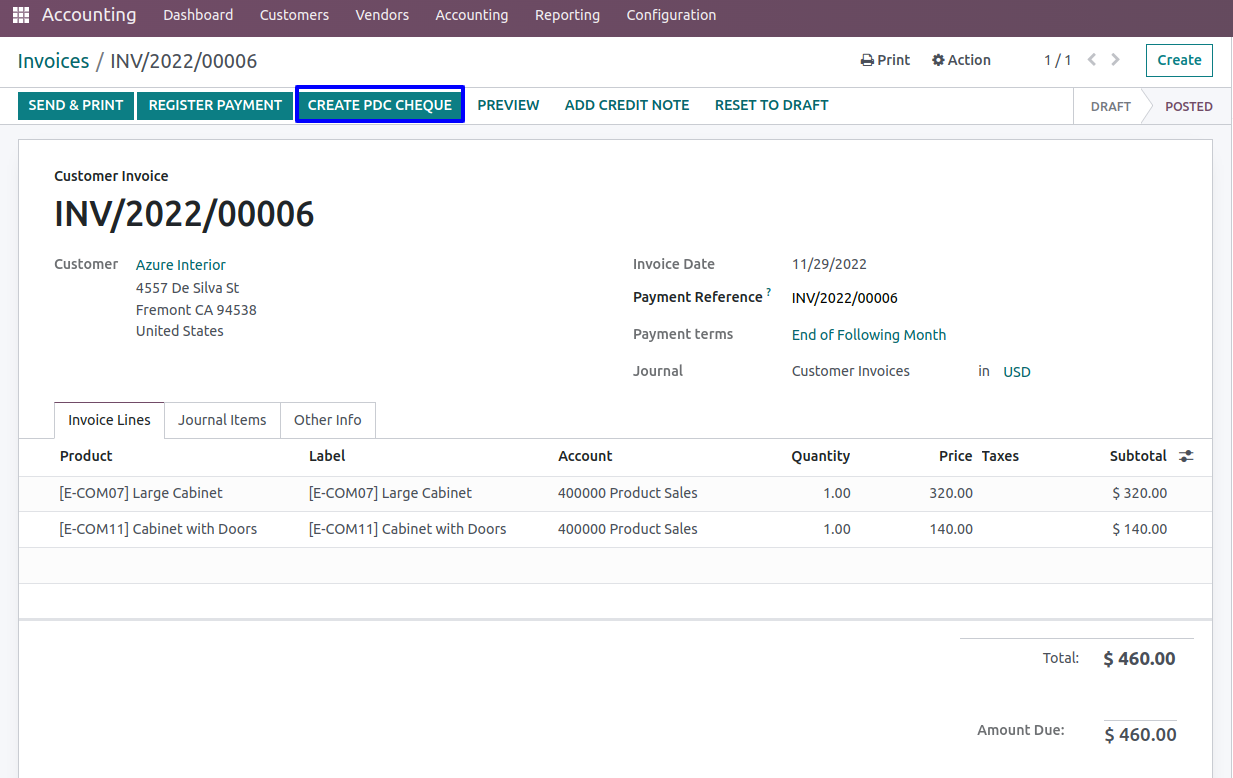 Accounting Dashboard Customers Vendors Accounting Reporting Configuration
Invoices / INV/2022/00006 Print Action 1 / 1 Create
SEND & PRINT REGISTER PAYMENT CREATE PDC CHEQUE PREVIEW ADD CREDIT NOTE RESET TO DRAFT DRAFT POSTED
Customer Invoice
INV/2022/00006
Customer Azure Interior Invoice Date 11/29/2022
4557 De Silva St
Fremont CA 94538 Payment Reference ? INV/2022/00006
United States Payment terms End of Following Month
Journal Customer Invoices in USD
Invoice Lines Journal Items Other Info
Product Label Account Quantity Price Taxes Subtotal
[E-COM07] Large Cabinet [E-COM07] Large Cabinet 400000 Product Sales 1.00 320.00 $ 320.00
[E-COM11] Cabinet with Doors [E-COM11] Cabinet with Doors 400000 Product Sales 1.00 140.00 $ 140.00
Total: $ 460.00
Amount Due: $ 460.00